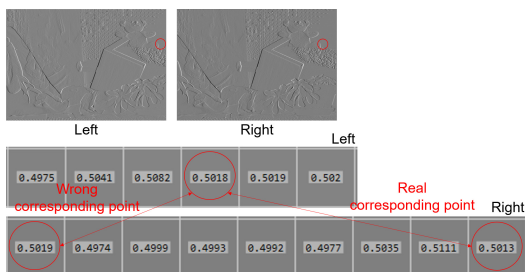 Left Right
Left
0.4975 0.5041 0.5082 0.5018 0.5019 0.502
Wrong
corresponding point
Real
corresponding point
Right
0.5019 0.4974 0.4999 0.4993 0.4992 0.4977 0.5035 0.5111 0.5013